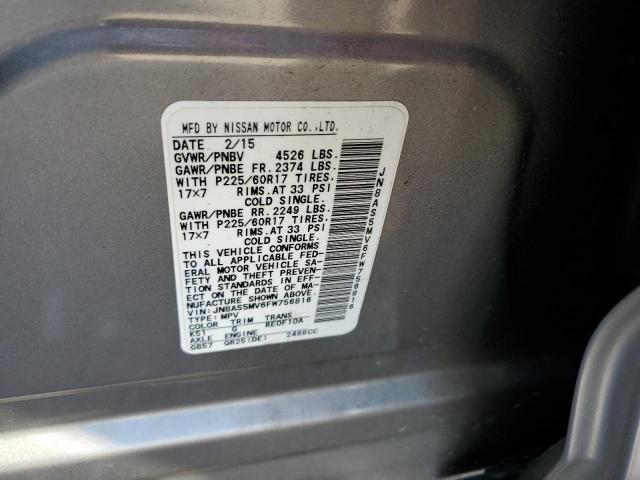 MFD BY NISSAN MOTOR CO.,LTD.
DATE 2/15
GVWR/PNBV 4526 LBS.
GAWR/PNBE FR. 2374 LBS.
WITH P225/60R17 TIRES,
17×7 RIMS.AT 33 PSI
COLD SINGLE.
GAWR/PNBE RR. 2249 LBS.
WITH P225/60R17 TIRES,
17×7 RIMS.AT 33 PSI
COLD SINGLE.
THIS VEHICLE CONFORMS
TO ALL APPLICABLE FED-
ERAL MOTOR VEHICLE SA-
FETY AND THEFT PREVEN-
TION STANDARDS IN EFF-
ECT ON THE DATE OF MA-
NUFACTURE SHOWN ABOVE.
VIN:JN8AS5MV6FW756816
TYPE:MPV
COLOR TRIM TRANS
K51 G RE0F10A
AXLE ENGINE
GB57 QR25(DE) 2488CC
JN8AS5MV6FW756816